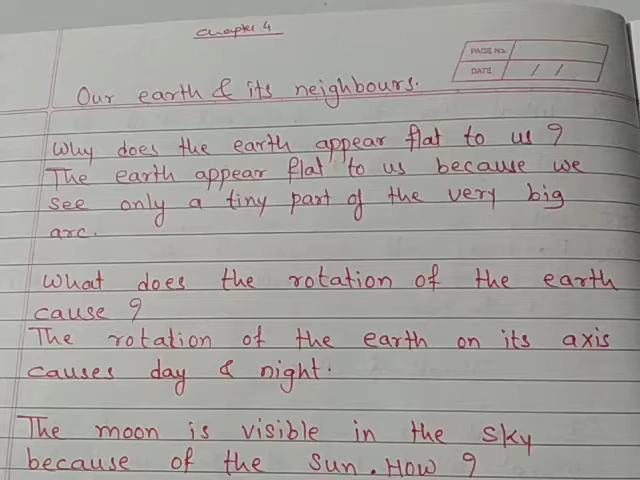 Chapter 4
PAGE No.
DATE / /
Our earth & its neighbours.
Why does the earth appear flat to us ?
The earth appear flat to us because we
see only a tiny part of the very big
arc.
What does the rotation of the earth
cause ?
The rotation of the earth on its axis
causes day & night.
The moon is visible in the sky
because of the sun. How ?